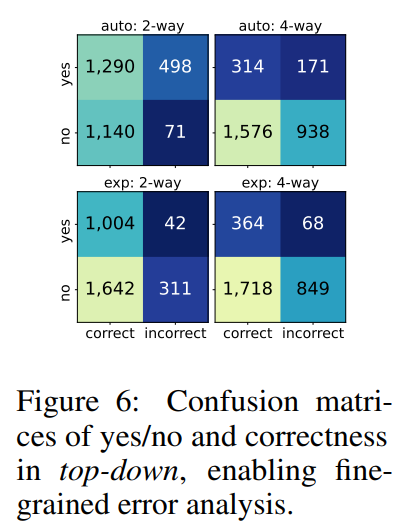 auto: 2-way auto: 4-way
yes 1,290 498 314 171
no 1,140 71 1,576 938
exp: 2-way exp: 4-way
yes 1,004 42 364 68
no 1,642 311 1,718 849
correct incorrect correct incorrect
Figure 6: Confusion matri-
ces of yes/no and correctness
in top-down, enabling fine-
grained error analysis.